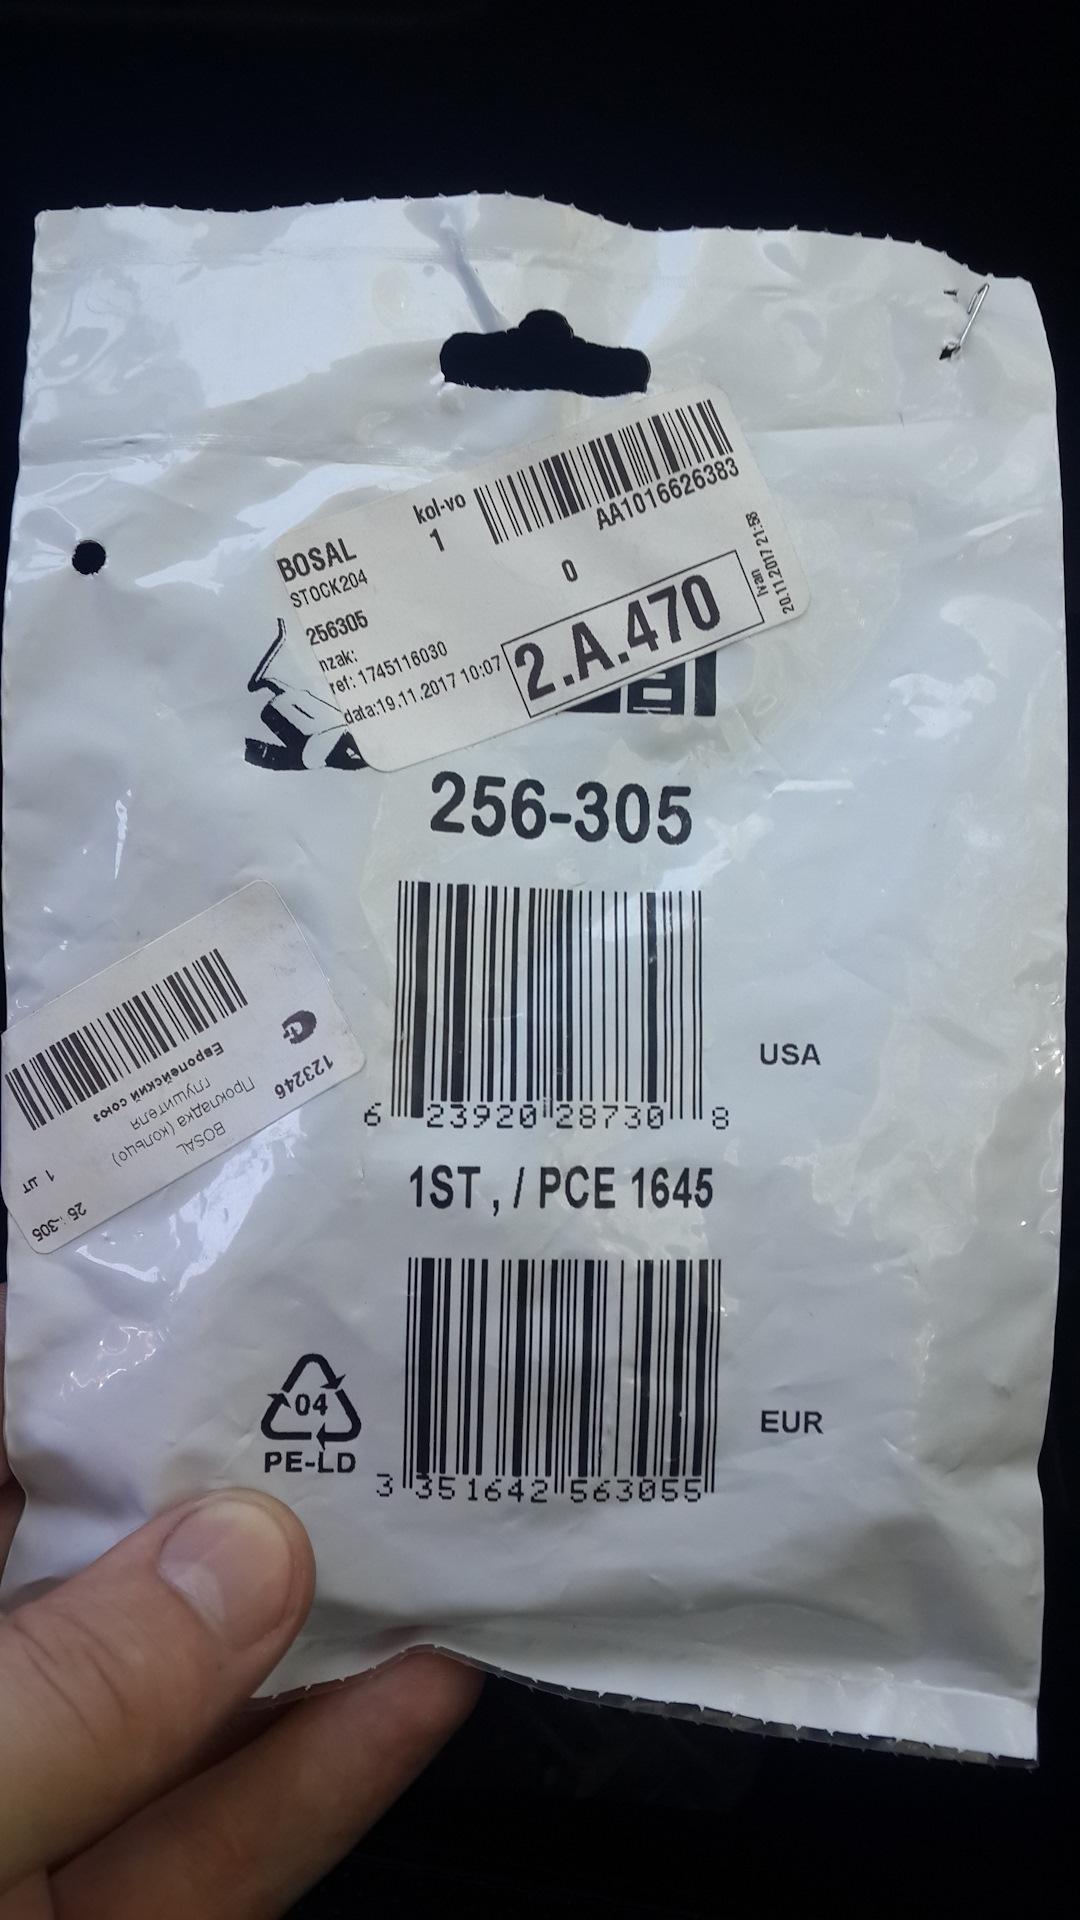 kol-vo
1
AA1016626383
BOSAL
STOCK204
0
256305
nzak:
ref: 1745116030
data:19.11.2017 10:07
2.A.470
Ivan
20.11.2017 21:58
256-305
6 23920 28730 8
USA
1ST , / PCE 1645
3 351642 563055
EUR
04
PE-LD
1 шт
BOSAL
Прокладка (кольцо)
глушителя
Европейский союз
123246